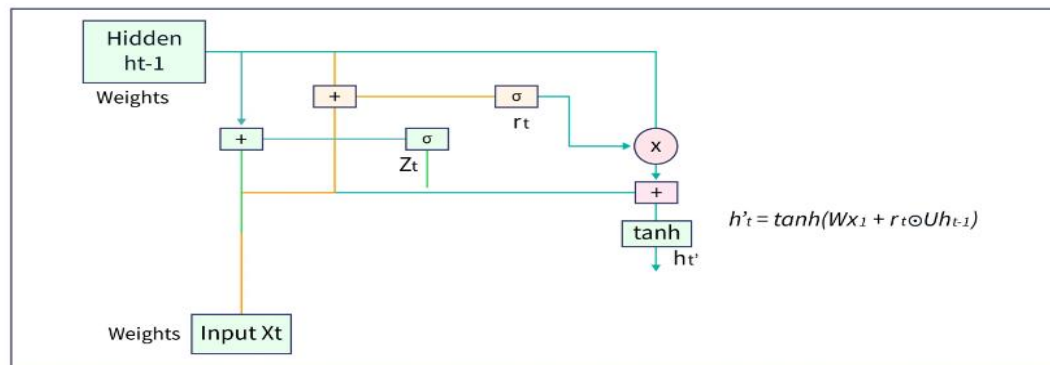 Hidden
ht-1
Weights
+
σ
rt
+
σ
Zt
x
+
h't = tanh(Wx1 + rt⊙Uht-1)
tanh
ht'
Weights
Input Xt